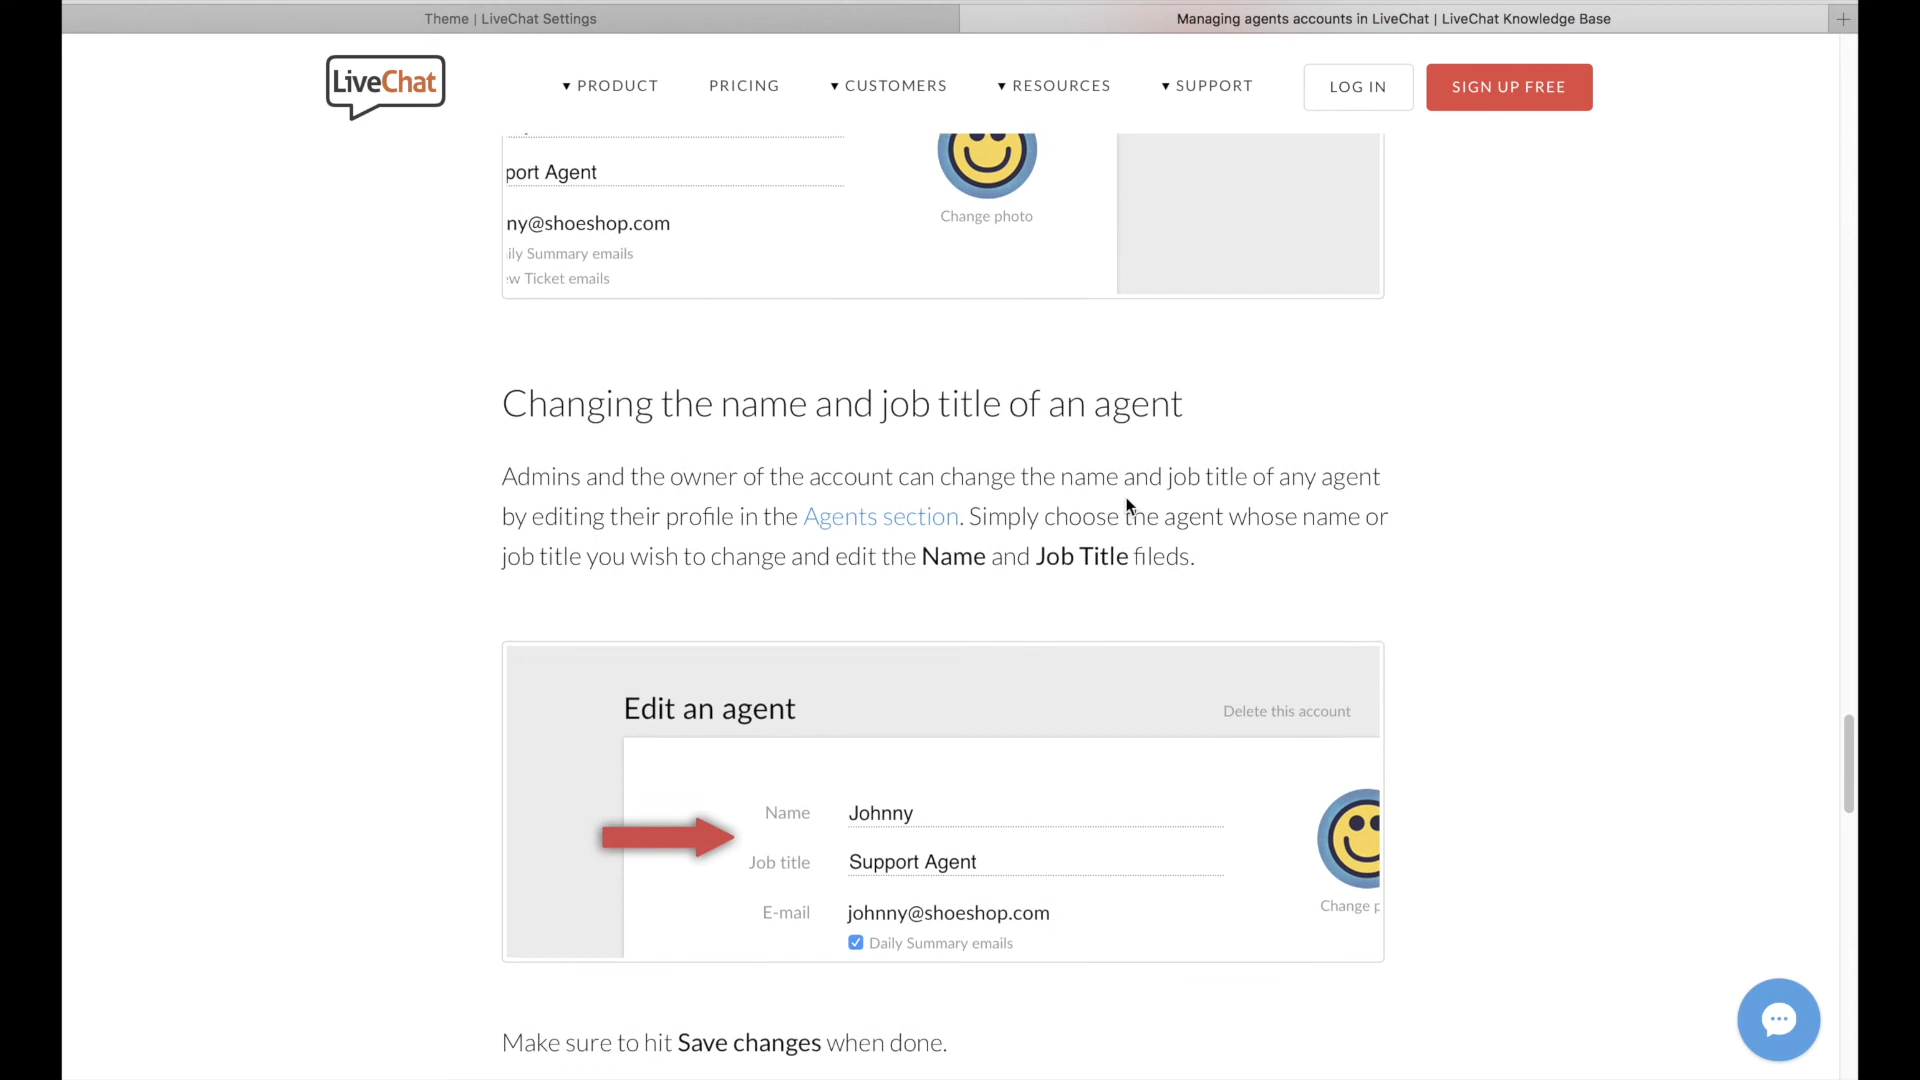 Theme | LiveChat Settings
Managing agents accounts in LiveChat | LiveChat Knowledge Base
LiveChat
PRODUCT
PRICING
CUSTOMERS
RESOURCES
SUPPORT
LOG IN
SIGN UP FREE
port Agent
ny@shoeshop.com
Change photo
ily Summary emails
ew Ticket emails
Changing the name and job title of an agent
Admins and the owner of the account can change the name and job title of any agent
by editing their profile in the Agents section. Simply choose the agent whose name or
job title you wish to change and edit the Name and Job Title fileds.
Edit an agent
Delete this account
Name
Johnny
Job title
Support Agent
E-mail
johnny@shoeshop.com
Change p
Daily Summary emails
Make sure to hit Save changes when done.